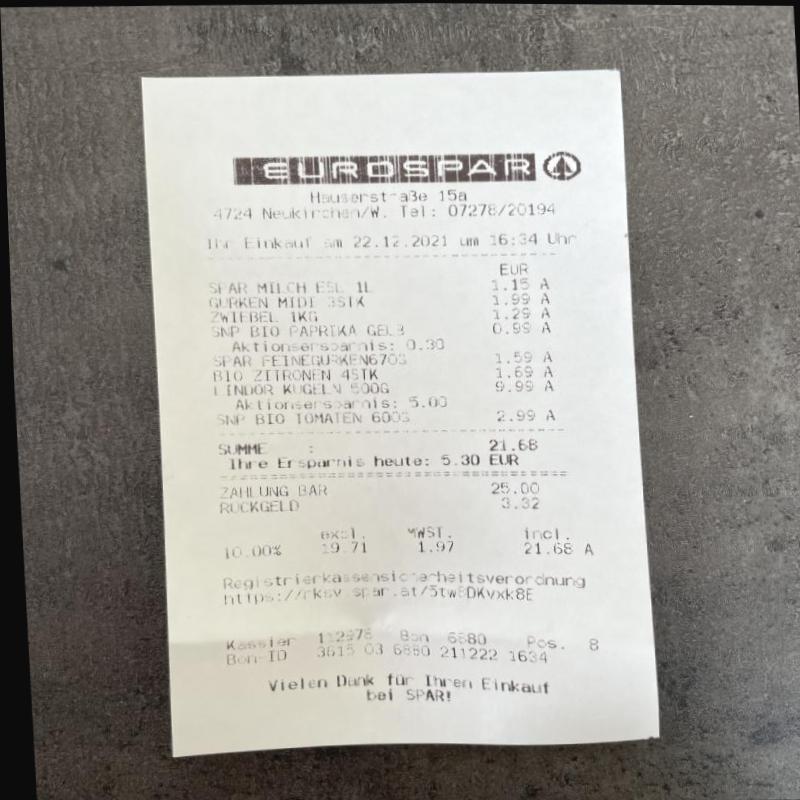 EUROSPAR
Hauserstraße 15a
4724 Neukirchen/W. Tel: 07278/20194
Ihr Einkauf am 22.12.2021 um 16:34 Uhr
EUR
SPAR MILCH ESL 1L 1.15 A
GURKEN MIDI 3STK 1.99 A
ZWIEBEL 1KG 1.29 A
SNP BIO PAPRIKA GELB 0.99 A
Aktionsersparnis: 0.30
SPAR FEINEGURKEN670G 1.59 A
BIO ZITRONEN 4STK 1.69 A
LINDOR KUGELN 500G 9.99 A
Aktionsersparnis: 5.00
SNP BIO TOMATEN 600G 2.99 A
SUMME : 21.68
Ihre Ersparnis heute: 5.30 EUR
ZAHLUNG BAR 25.00
RÜCKGELD 3.32
excl. MWST. incl.
10.00% 19.71 1.97 21.68 A
Registrierkassensicherheitsverordnung
https://rksv.spar.at/5tw8DKvxk8E
Kassier 112978 Bon 6880 Pos. 8
Bon-ID 3615 03 6880 211222 1634
Vielen Dank für Ihren Einkauf
bei SPAR!